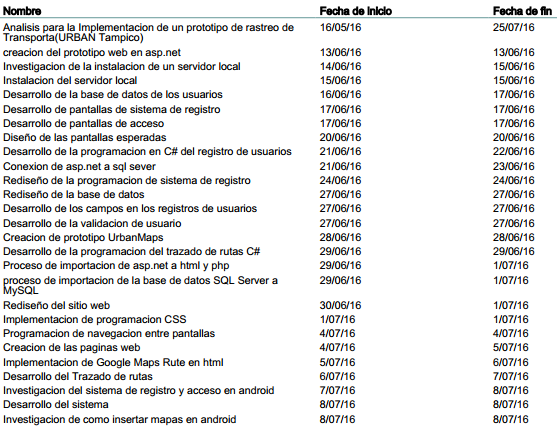 Nombre Fecha de inicio Fecha de fin
Analisis para la Implementacion de un prototipo de rastreo de 16/05/16 25/07/16
Transporta(URBAN Tampico)
creacion del prototipo web en asp.net 13/06/16 13/06/16
Investigacion de la instalacion de un servidor local 14/06/16 15/06/16
Instalacion del servidor local 15/06/16 15/06/16
Desarrollo de la base de datos de los usuarios 16/06/16 17/06/16
Desarrollo de pantallas de sistema de registro 17/06/16 17/06/16
Desarrollo de pantallas de acceso 17/06/16 17/06/16
Diseño de las pantallas esperadas 20/06/16 20/06/16
Desarrollo de la programacion en C# del registro de usuarios 21/06/16 22/06/16
Conexion de asp.net a sql sever 21/06/16 23/06/16
Rediseño de la programacion de sistema de registro 24/06/16 24/06/16
Rediseño de la base de datos 27/06/16 27/06/16
Desarrollo de los campos en los registros de usuarios 27/06/16 27/06/16
Desarrollo de la validacion de usuario 27/06/16 27/06/16
Creacion de prototipo UrbanMaps 28/06/16 28/06/16
Desarrollo de la programacion del trazado de rutas C# 29/06/16 29/06/16
Proceso de importacion de asp.net a html y php 29/06/16 1/07/16
proceso de importacion de la base de datos SQL Server a 29/06/16 1/07/16
MySQL
Rediseño del sitio web 30/06/16 1/07/16
Implementacion de programacion CSS 1/07/16 1/07/16
Programacion de navegacion entre pantallas 4/07/16 4/07/16
Creacion de las paginas web 4/07/16 5/07/16
Implementacion de Google Maps Rute en html 5/07/16 6/07/16
Desarrollo del Trazado de rutas 6/07/16 7/07/16
Investigacion del sistema de registro y acceso en android 7/07/16 8/07/16
Desarrollo del sistema 8/07/16 8/07/16
Investigacion de como insertar mapas en android 8/07/16 8/07/16